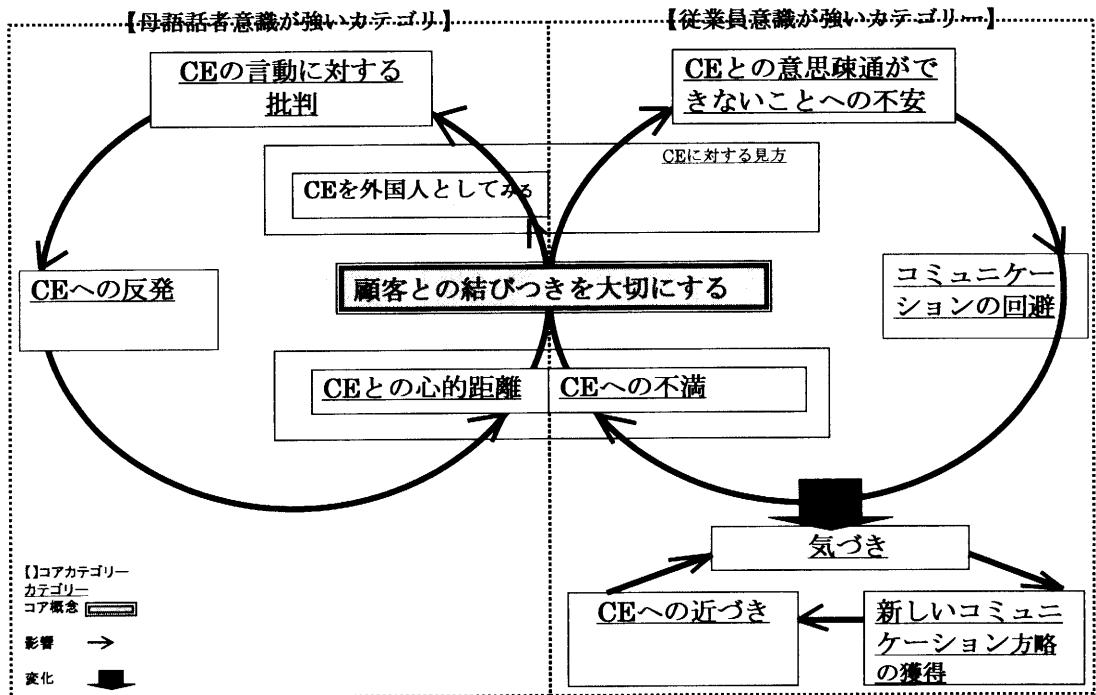 【母語話者意識が強いカテゴリ】
【従業員意識が強いカテゴリー】
CEの言動に対する
批判
CEとの意思疎通がで
きないことへの不安
CEに対する見方
CEを外国人としてみる
CEへの反発
顧客との結びつきを大切にする
コミュニケー
ションの回避
CEとの心的距離
CEへの不満
気づき
CEへの近づき
新しいコミュニ
ケーション方略
の獲得
【】コアカテゴリー
カテゴリー
コア概念
影響
変化